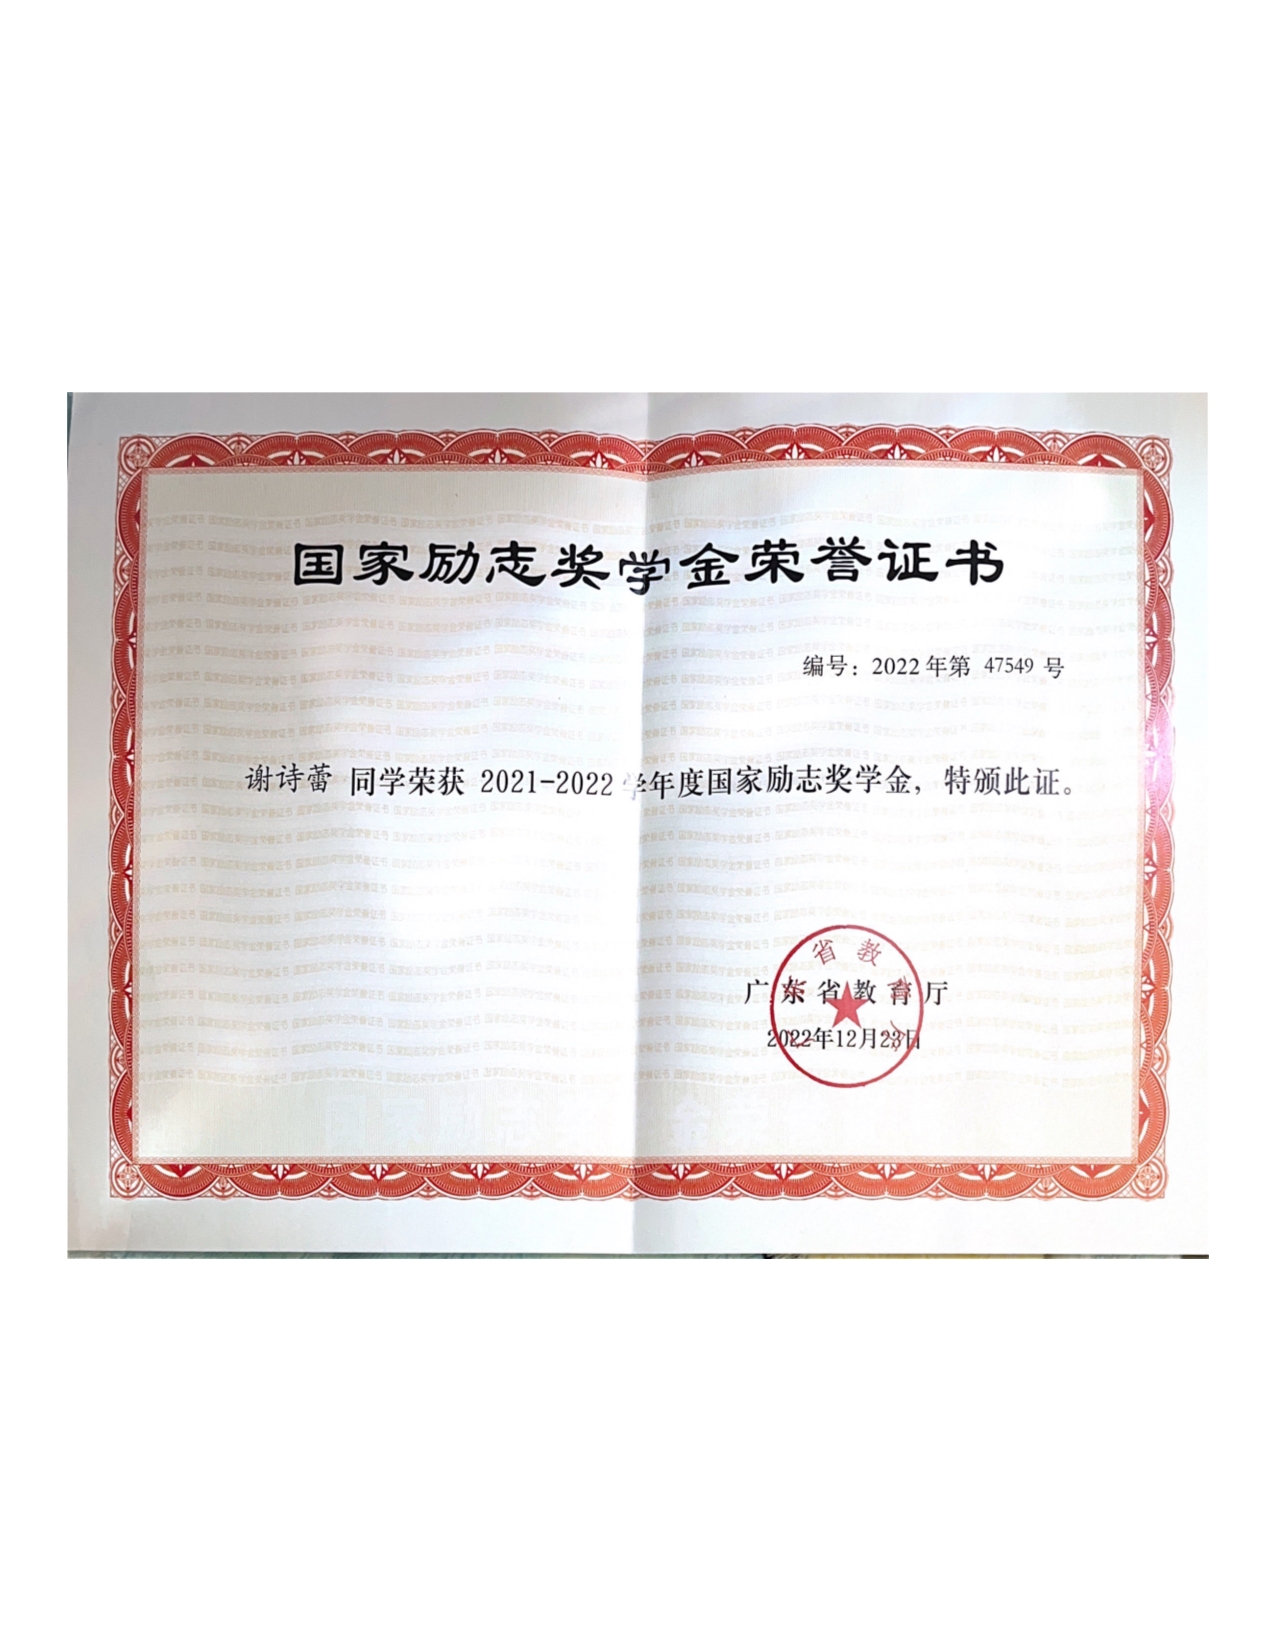 国家励志奖学金荣誉证书
编号：2022年第 47549 号
谢诗蕾 同学荣获 2021-2022 学年度国家励志奖学金，特颁此证。
广东省教育厅
2022年12月23日